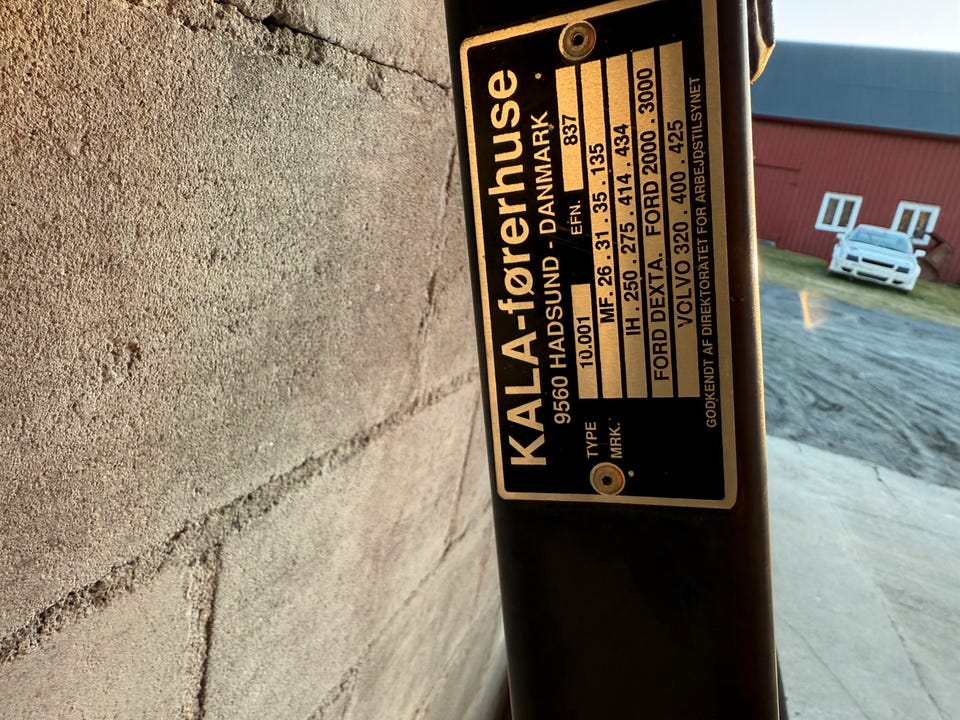 KALA-førerhuse
9560 HADSUND - DANMARK
TYPE 10.001 EFN. 837
MRK. MF. 26 . 31 . 35 . 135
IH . 250 . 275 . 414 . 434
FORD DEXTA. FORD 2000 . 3000
VOLVO 320 . 400 . 425
GODKENDT AF DIREKTORATET FOR ARBEJDSTILSYNET